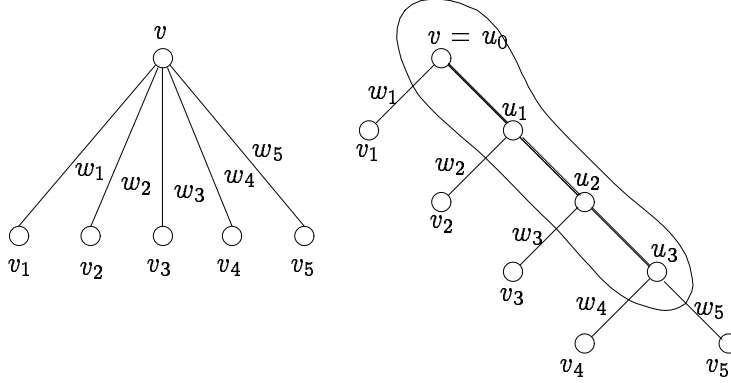 v
w₁ w₂ w₃ w₄ w₅
v₁ v₂ v₃ v₄ v₅
v = u₀
w₁
u₁
v₁
w₂
u₂
v₂
w₃
u₃
v₃
w₄ w₅
v₄ v₅